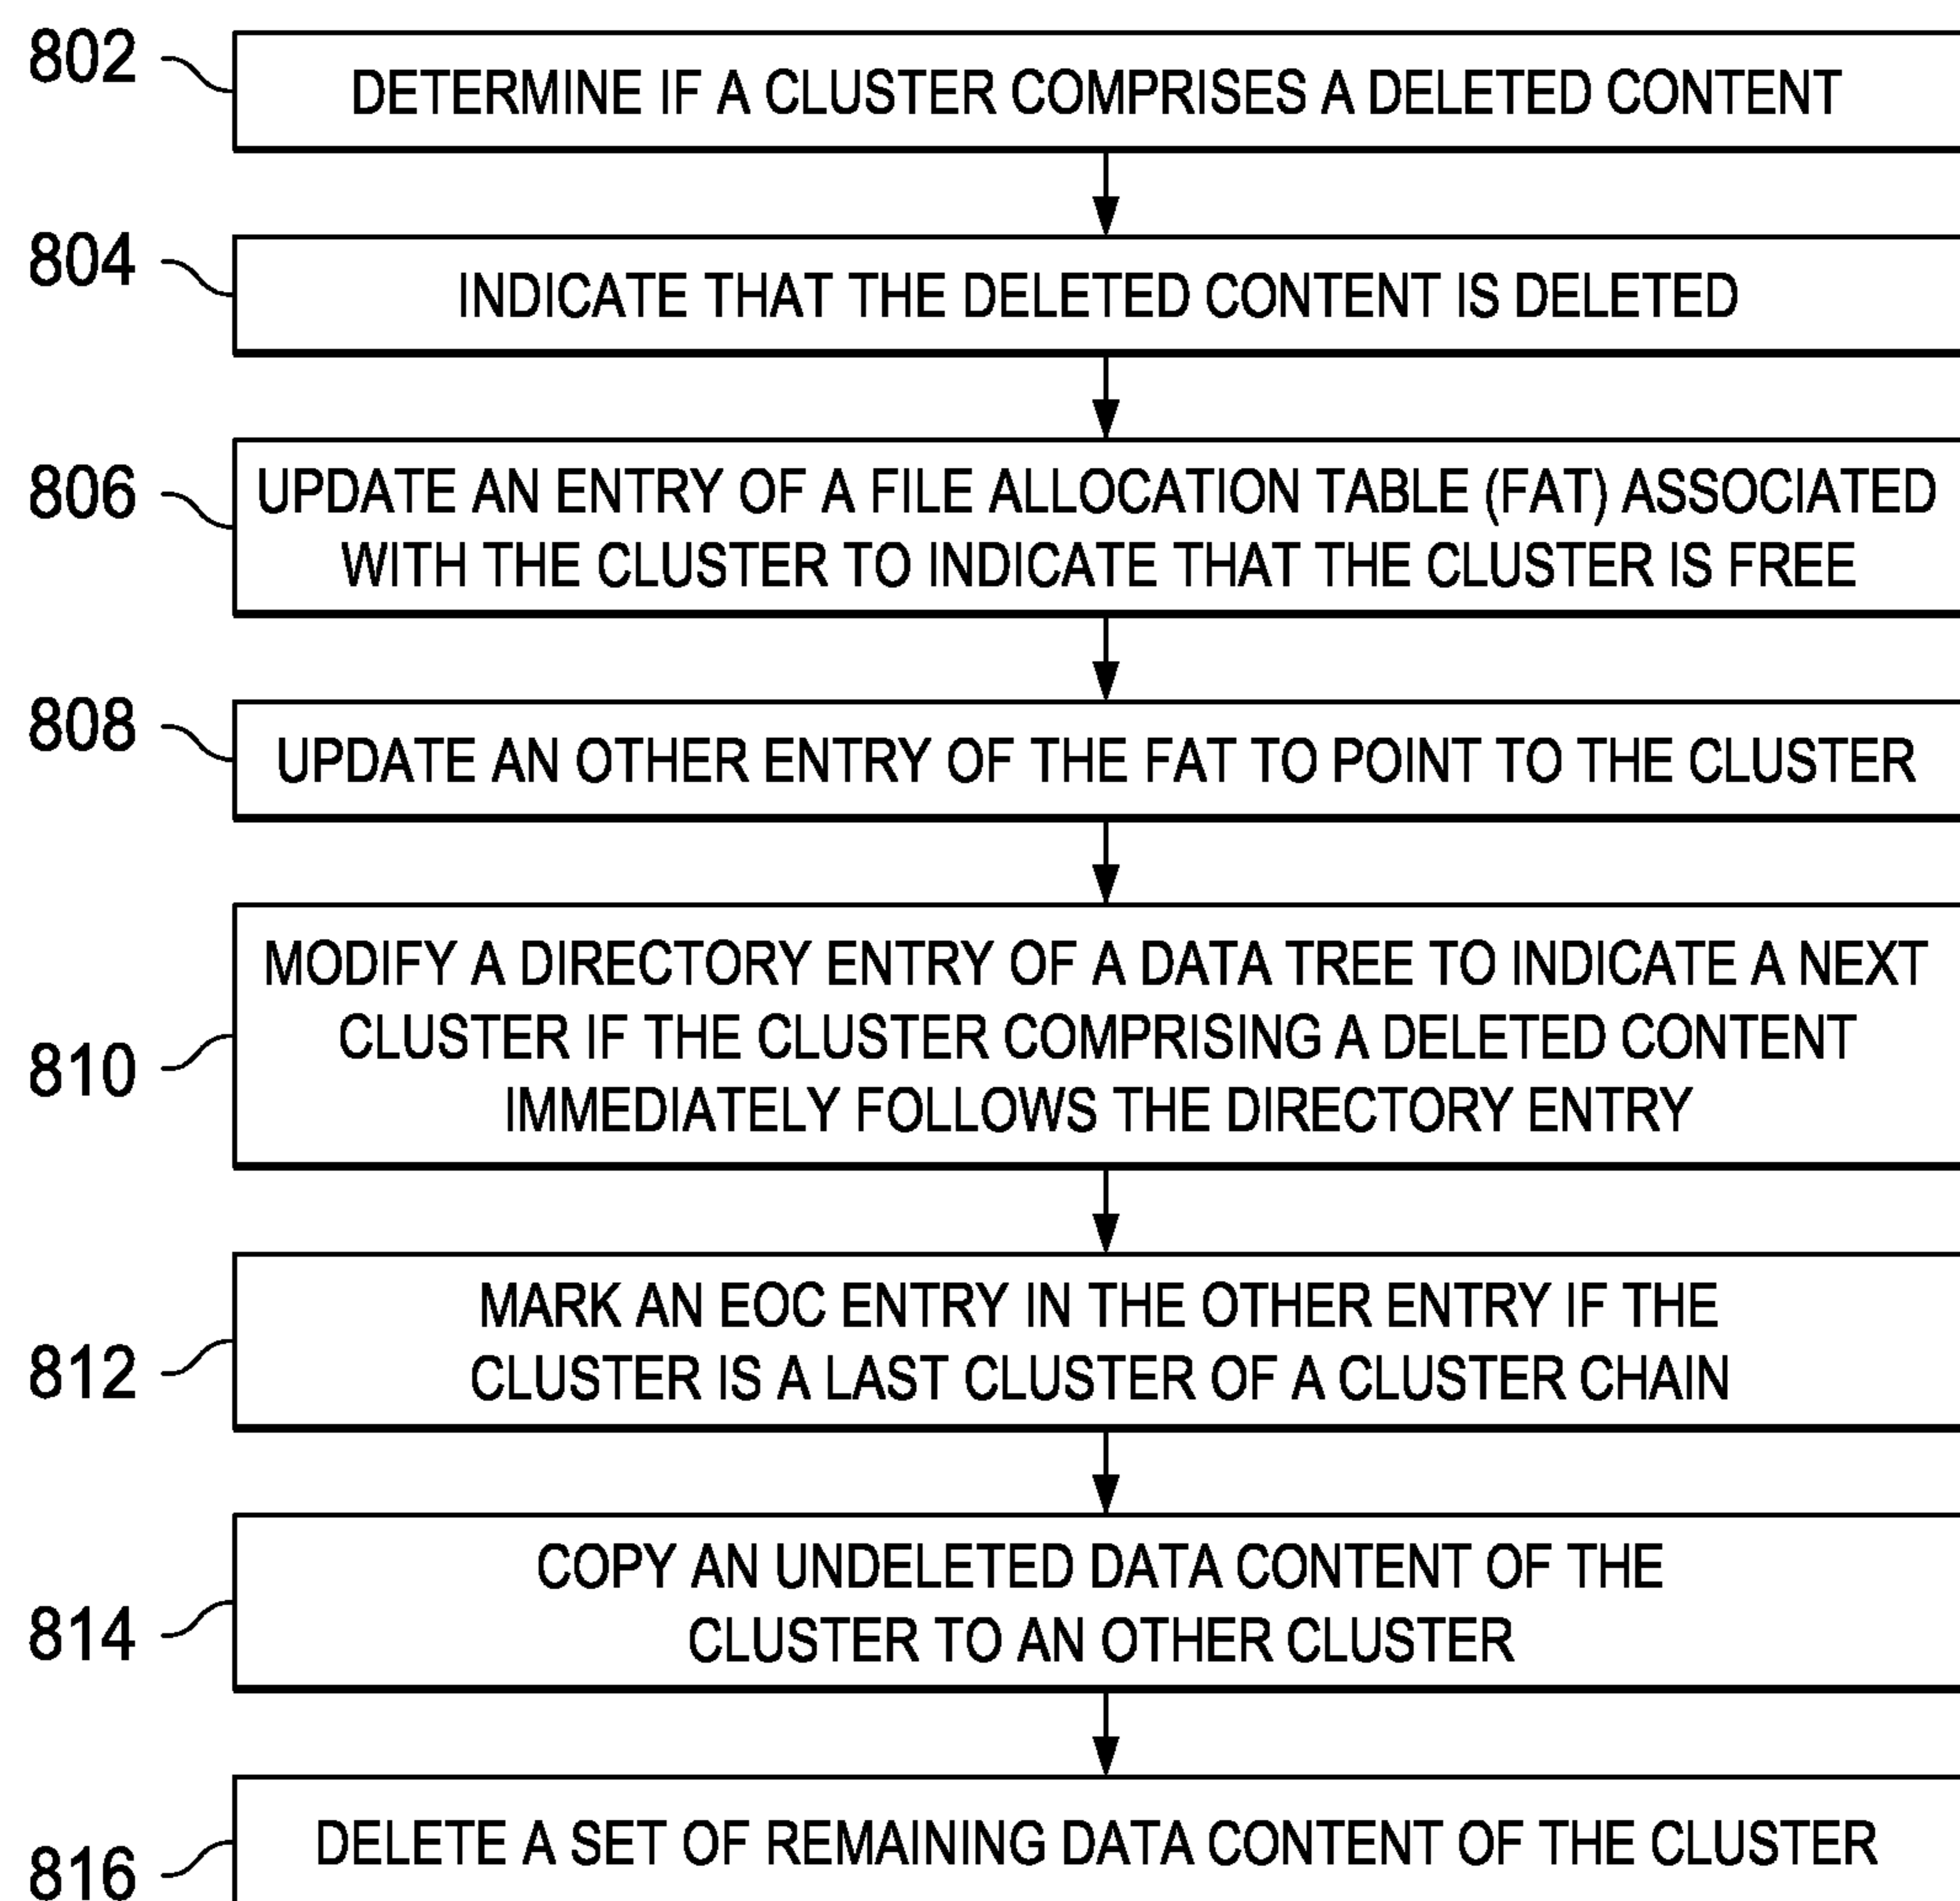 802
DETERMINE IF A CLUSTER COMPRISES A DELETED CONTENT
804
INDICATE THAT THE DELETED CONTENT IS DELETED
806
UPDATE AN ENTRY OF A FILE ALLOCATION TABLE (FAT) ASSOCIATED
WITH THE CLUSTER TO INDICATE THAT THE CLUSTER IS FREE
808
UPDATE AN OTHER ENTRY OF THE FAT TO POINT TO THE CLUSTER
810
MODIFY A DIRECTORY ENTRY OF A DATA TREE TO INDICATE A NEXT
CLUSTER IF THE CLUSTER COMPRISING A DELETED CONTENT
IMMEDIATELY FOLLOWS THE DIRECTORY ENTRY
812
MARK AN EOC ENTRY IN THE OTHER ENTRY IF THE
CLUSTER IS A LAST CLUSTER OF A CLUSTER CHAIN
814
COPY AN UNDELETED DATA CONTENT OF THE
CLUSTER TO AN OTHER CLUSTER
816
DELETE A SET OF REMAINING DATA CONTENT OF THE CLUSTER